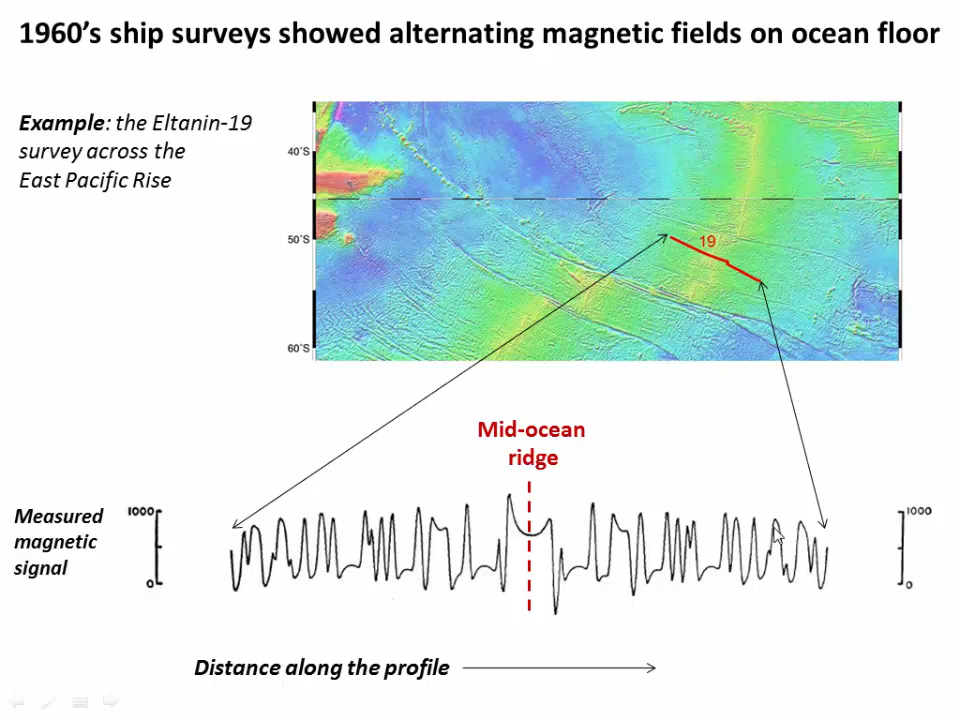 1960’s ship surveys showed alternating magnetic fields on ocean floor
Example: the Eltanin-19
survey across the
East Pacific Rise
40°S
50°S
60°S
19
Mid-ocean
ridge
Measured
magnetic
signal
1000
0
1000
0
Distance along the profile